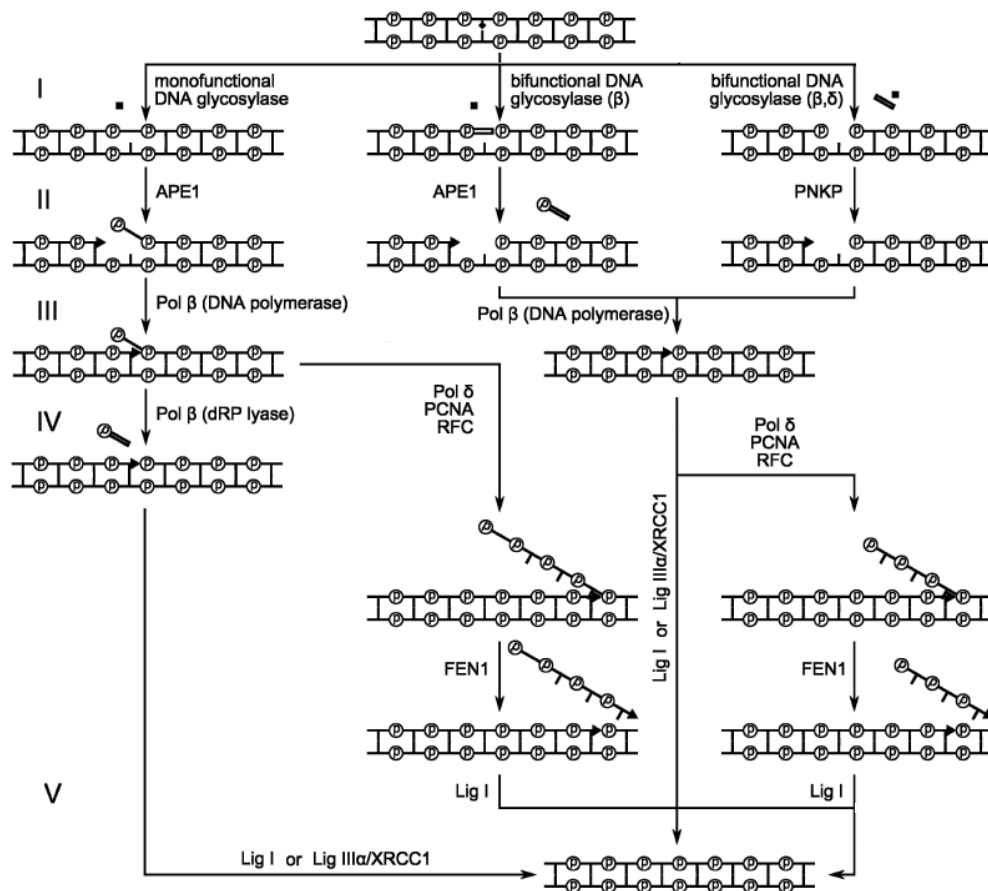 I
monofunctional
DNA glycosylase
bifunctional DNA
glycosylase (β)
bifunctional DNA
glycosylase (β,δ)
II
APE1
APE1
PNKP
III
Pol β (DNA polymerase)
Pol β (DNA polymerase)
IV
Pol β (dRP lyase)
Pol δ
PCNA
RFC
Pol δ
PCNA
RFC
Lig I or Lig IIIα/XRCC1
FEN1
FEN1
V
Lig I
Lig I
Lig I or Lig IIIα/XRCC1